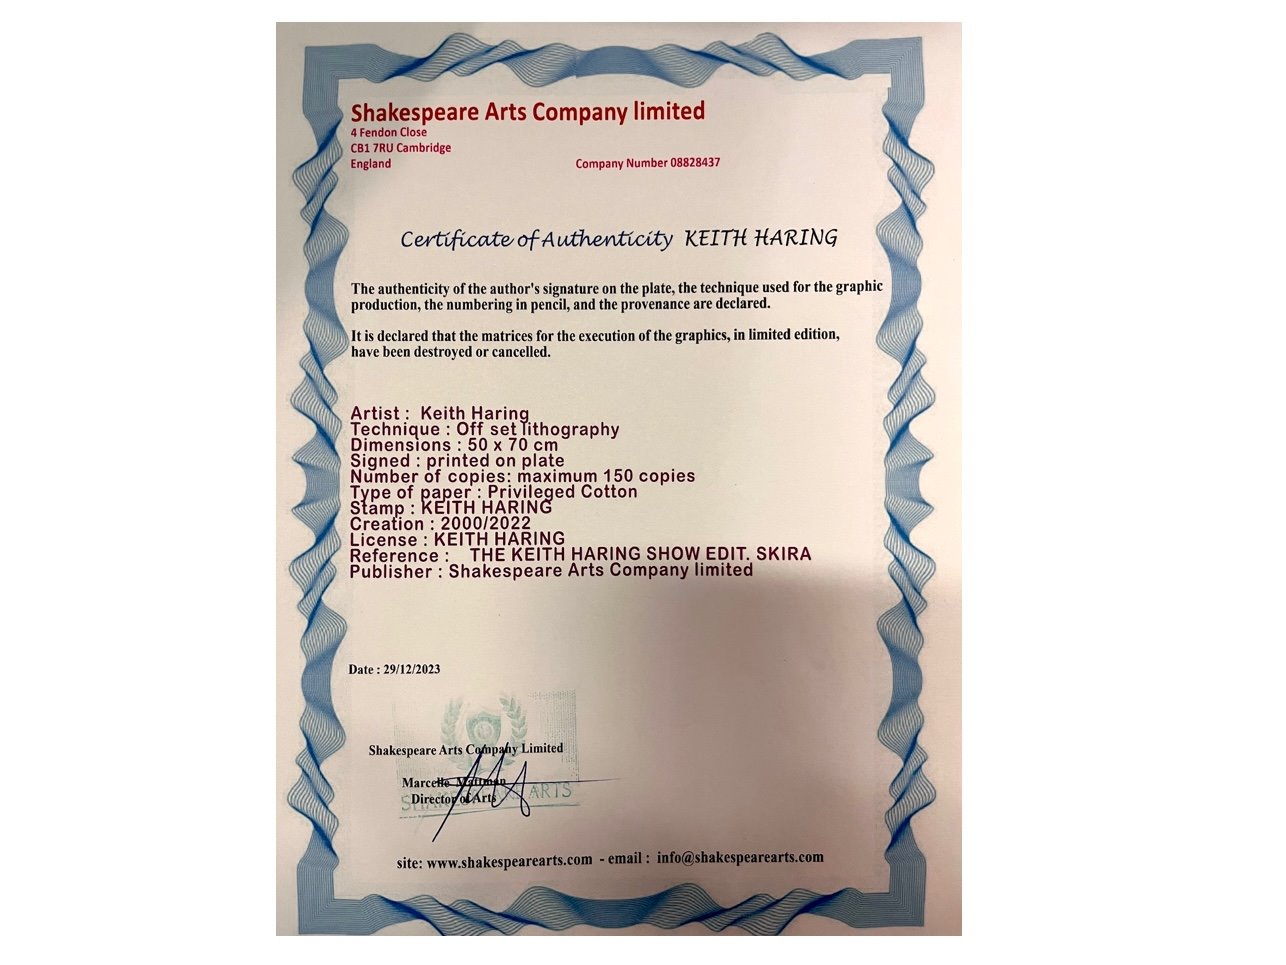 Shakespeare Arts Company limited
4 Fendon Close
CB1 7RU Cambridge
England
Company Number 08828437
Certificate of Authenticity KEITH HARING
The authenticity of the author's signature on the plate, the technique used for the graphic
production, the numbering in pencil, and the provenance are declared.
It is declared that the matrices for the execution of the graphics, in limited edition,
have been destroyed or cancelled.
Artist : Keith Haring
Technique : Off set lithography
Dimensions : 50 x 70 cm
Signed : printed on plate
Number of copies: maximum 150 copies
Type of paper : Privileged Cotton
Stamp : KEITH HARING
Creation : 2000/2022
License : KEITH HARING
Reference : THE KEITH HARING SHOW EDIT. SKIRA
Publisher : Shakespeare Arts Company limited
Date : 29/12/2023
Shakespeare Arts Company Limited
Marcelle
Director of Arts
ARTS
site: www.shakespearearts.com - email : info@shakespearearts.com